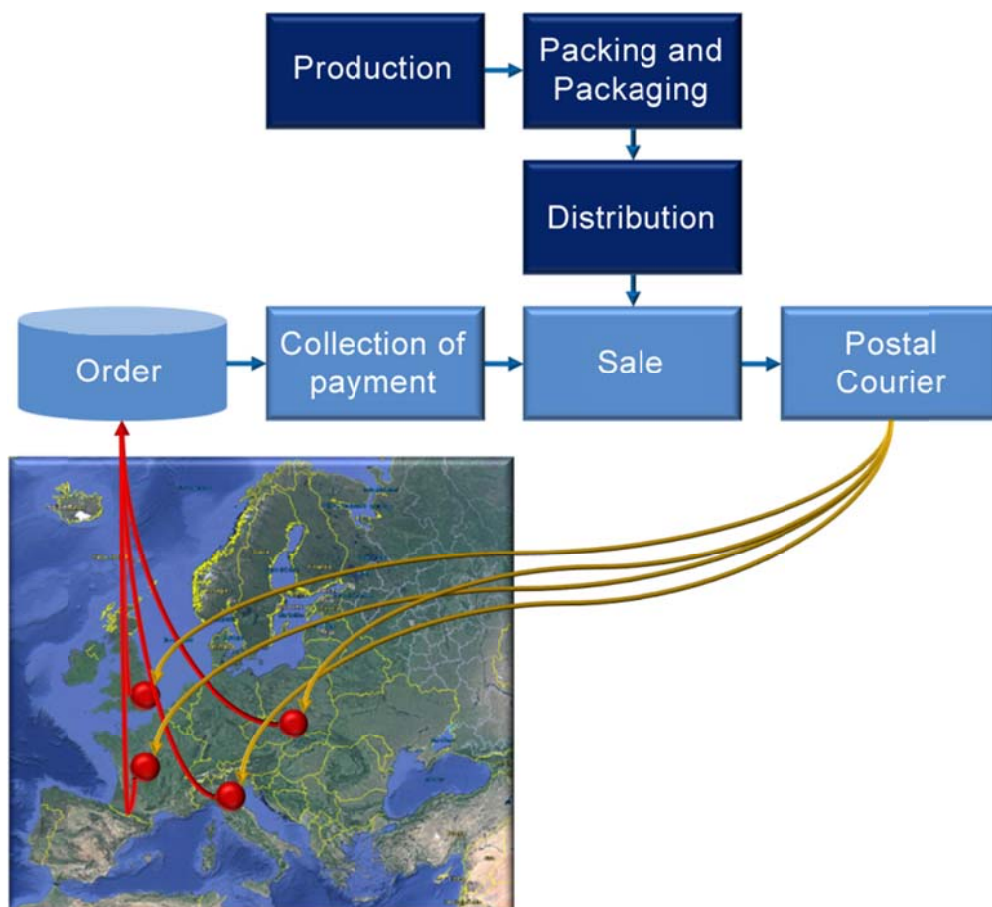 Production
Packing and
Packaging
Distribution
Order
Collection of
payment
Sale
Postal
Courier